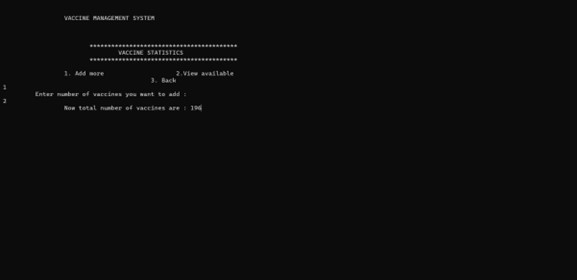 VACCINE MANAGEMENT SYSTEM
*****************************************
VACCINE STATISTICS
*****************************************
1. Add more 2.View available
3. Back
1
Enter number of vaccines you want to add :
2
Now total number of vaccines are : 196